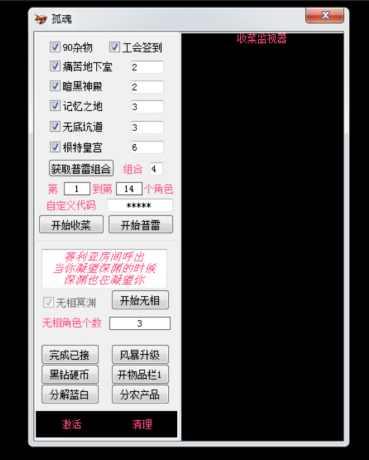 孤魂
收菜监视器
90杂物 工会签到
痛苦地下室 2
暗黑神殿 2
记忆之地 3
无底坑道 3
根特皇宫 6
获取普雷组合 组合 4
第 1 到第 14 个角色
自定义代码 *****
开始收菜 开始普雷
赛利亚房间呼出
当你凝望深渊的时候
深渊也在凝望你
无相冥渊 开始无相
无相角色个数 3
完成已接 风暴升级
黑钻硬币 开物品栏1
分解蓝白 分农产品
激活 清理